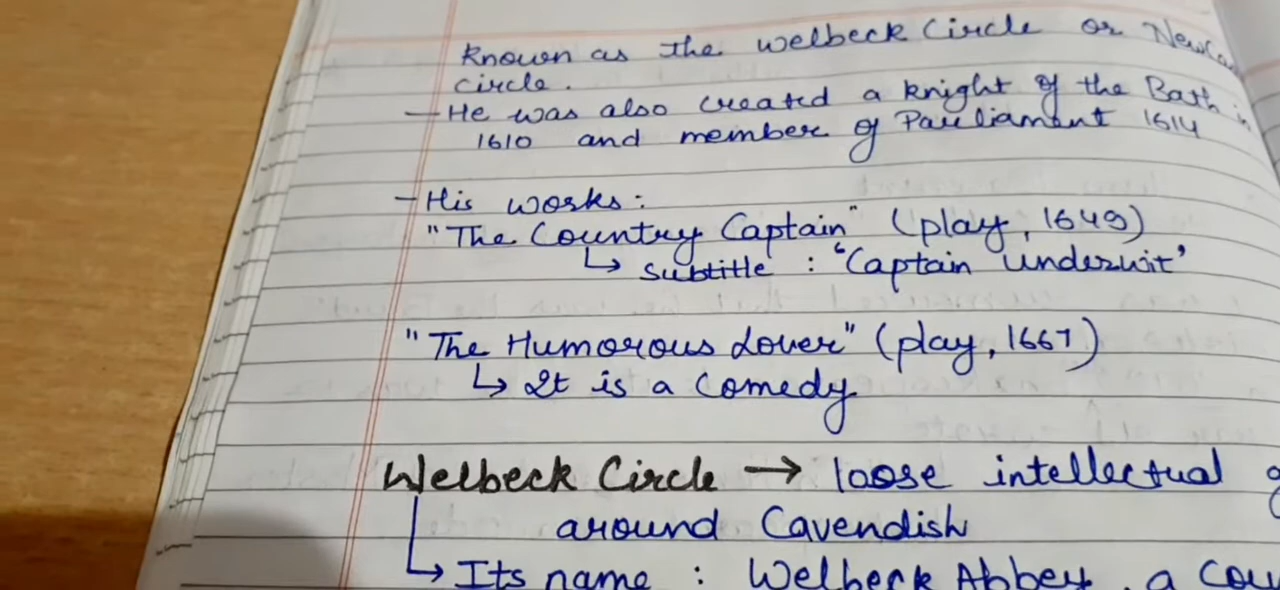 Known as the Welbeck Circle or
circle.
— He was also created a knight of the Bath in
1610 and member of Parliament 1614
— His works:
"The Country Captain" (play, 1649)
↳ subtitle : 'Captain Underwit'
"The Humorous Lover" (play, 1667)
↳ It is a comedy
Welbeck Circle → loose intellectual
around Cavendish
↳ Its name : Welbeck Abbey, a